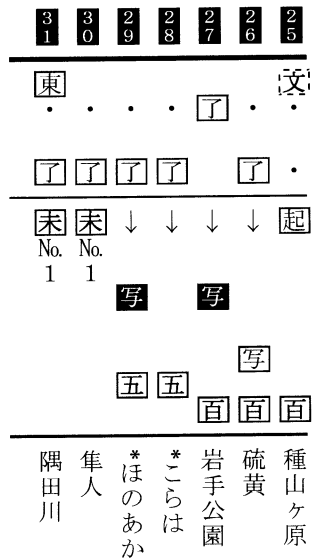 25 文 ・ ・ 起 百 種山ヶ原
26 ・ 了 ↓ 写 百 硫黄
27 了 ↓ 写 百 岩手公園
28 ・ 了 ↓ 五 *こらは
29 ・ 了 ↓ 写 五 *ほのあか
30 ・ 了 未 No.1 隼人
31 東 ・ 了 未 No.1 隅田川